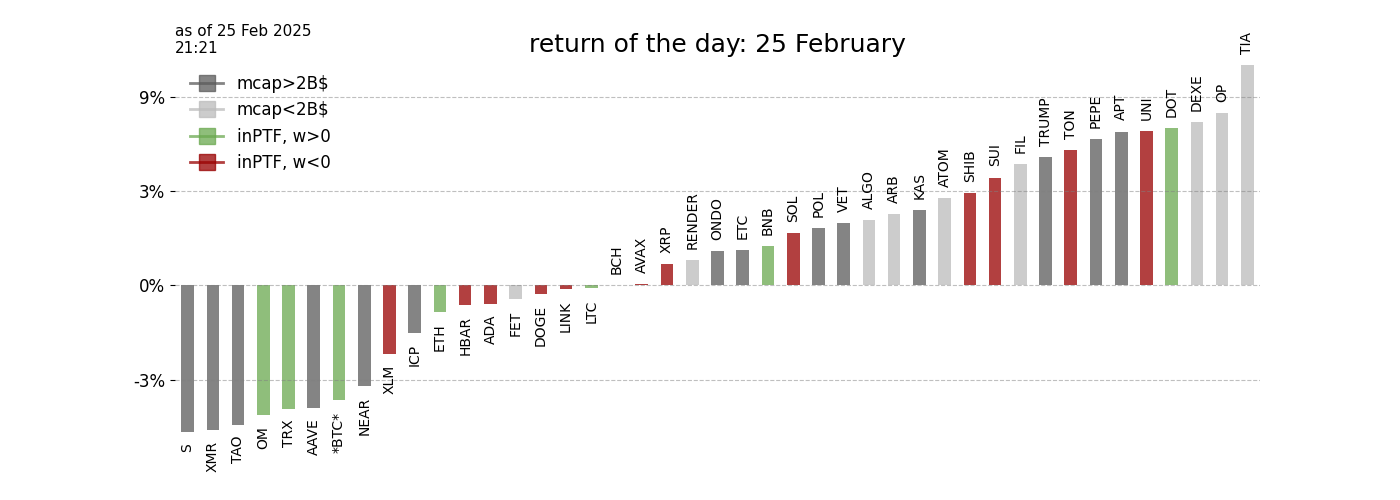 as of 25 Feb 2025
21:21
return of the day: 25 February
mcap>2B$
mcap<2B$
inPTF, w>0
inPTF, w<0
9%
3%
0%
-3%
S
XMR
TAO
OM
TRX
AAVE
*BTC*
NEAR
XLM
ICP
ETH
HBAR
ADA
FET
DOGE
LINK
LTC
BCH
AVAX
XRP
RENDER
ONDO
ETC
BNB
SOL
POL
VET
ALGO
ARB
KAS
ATOM
SHIB
SUI
FIL
TRUMP
TON
PEPE
APT
UNI
DOT
DEXE
OP
TIA